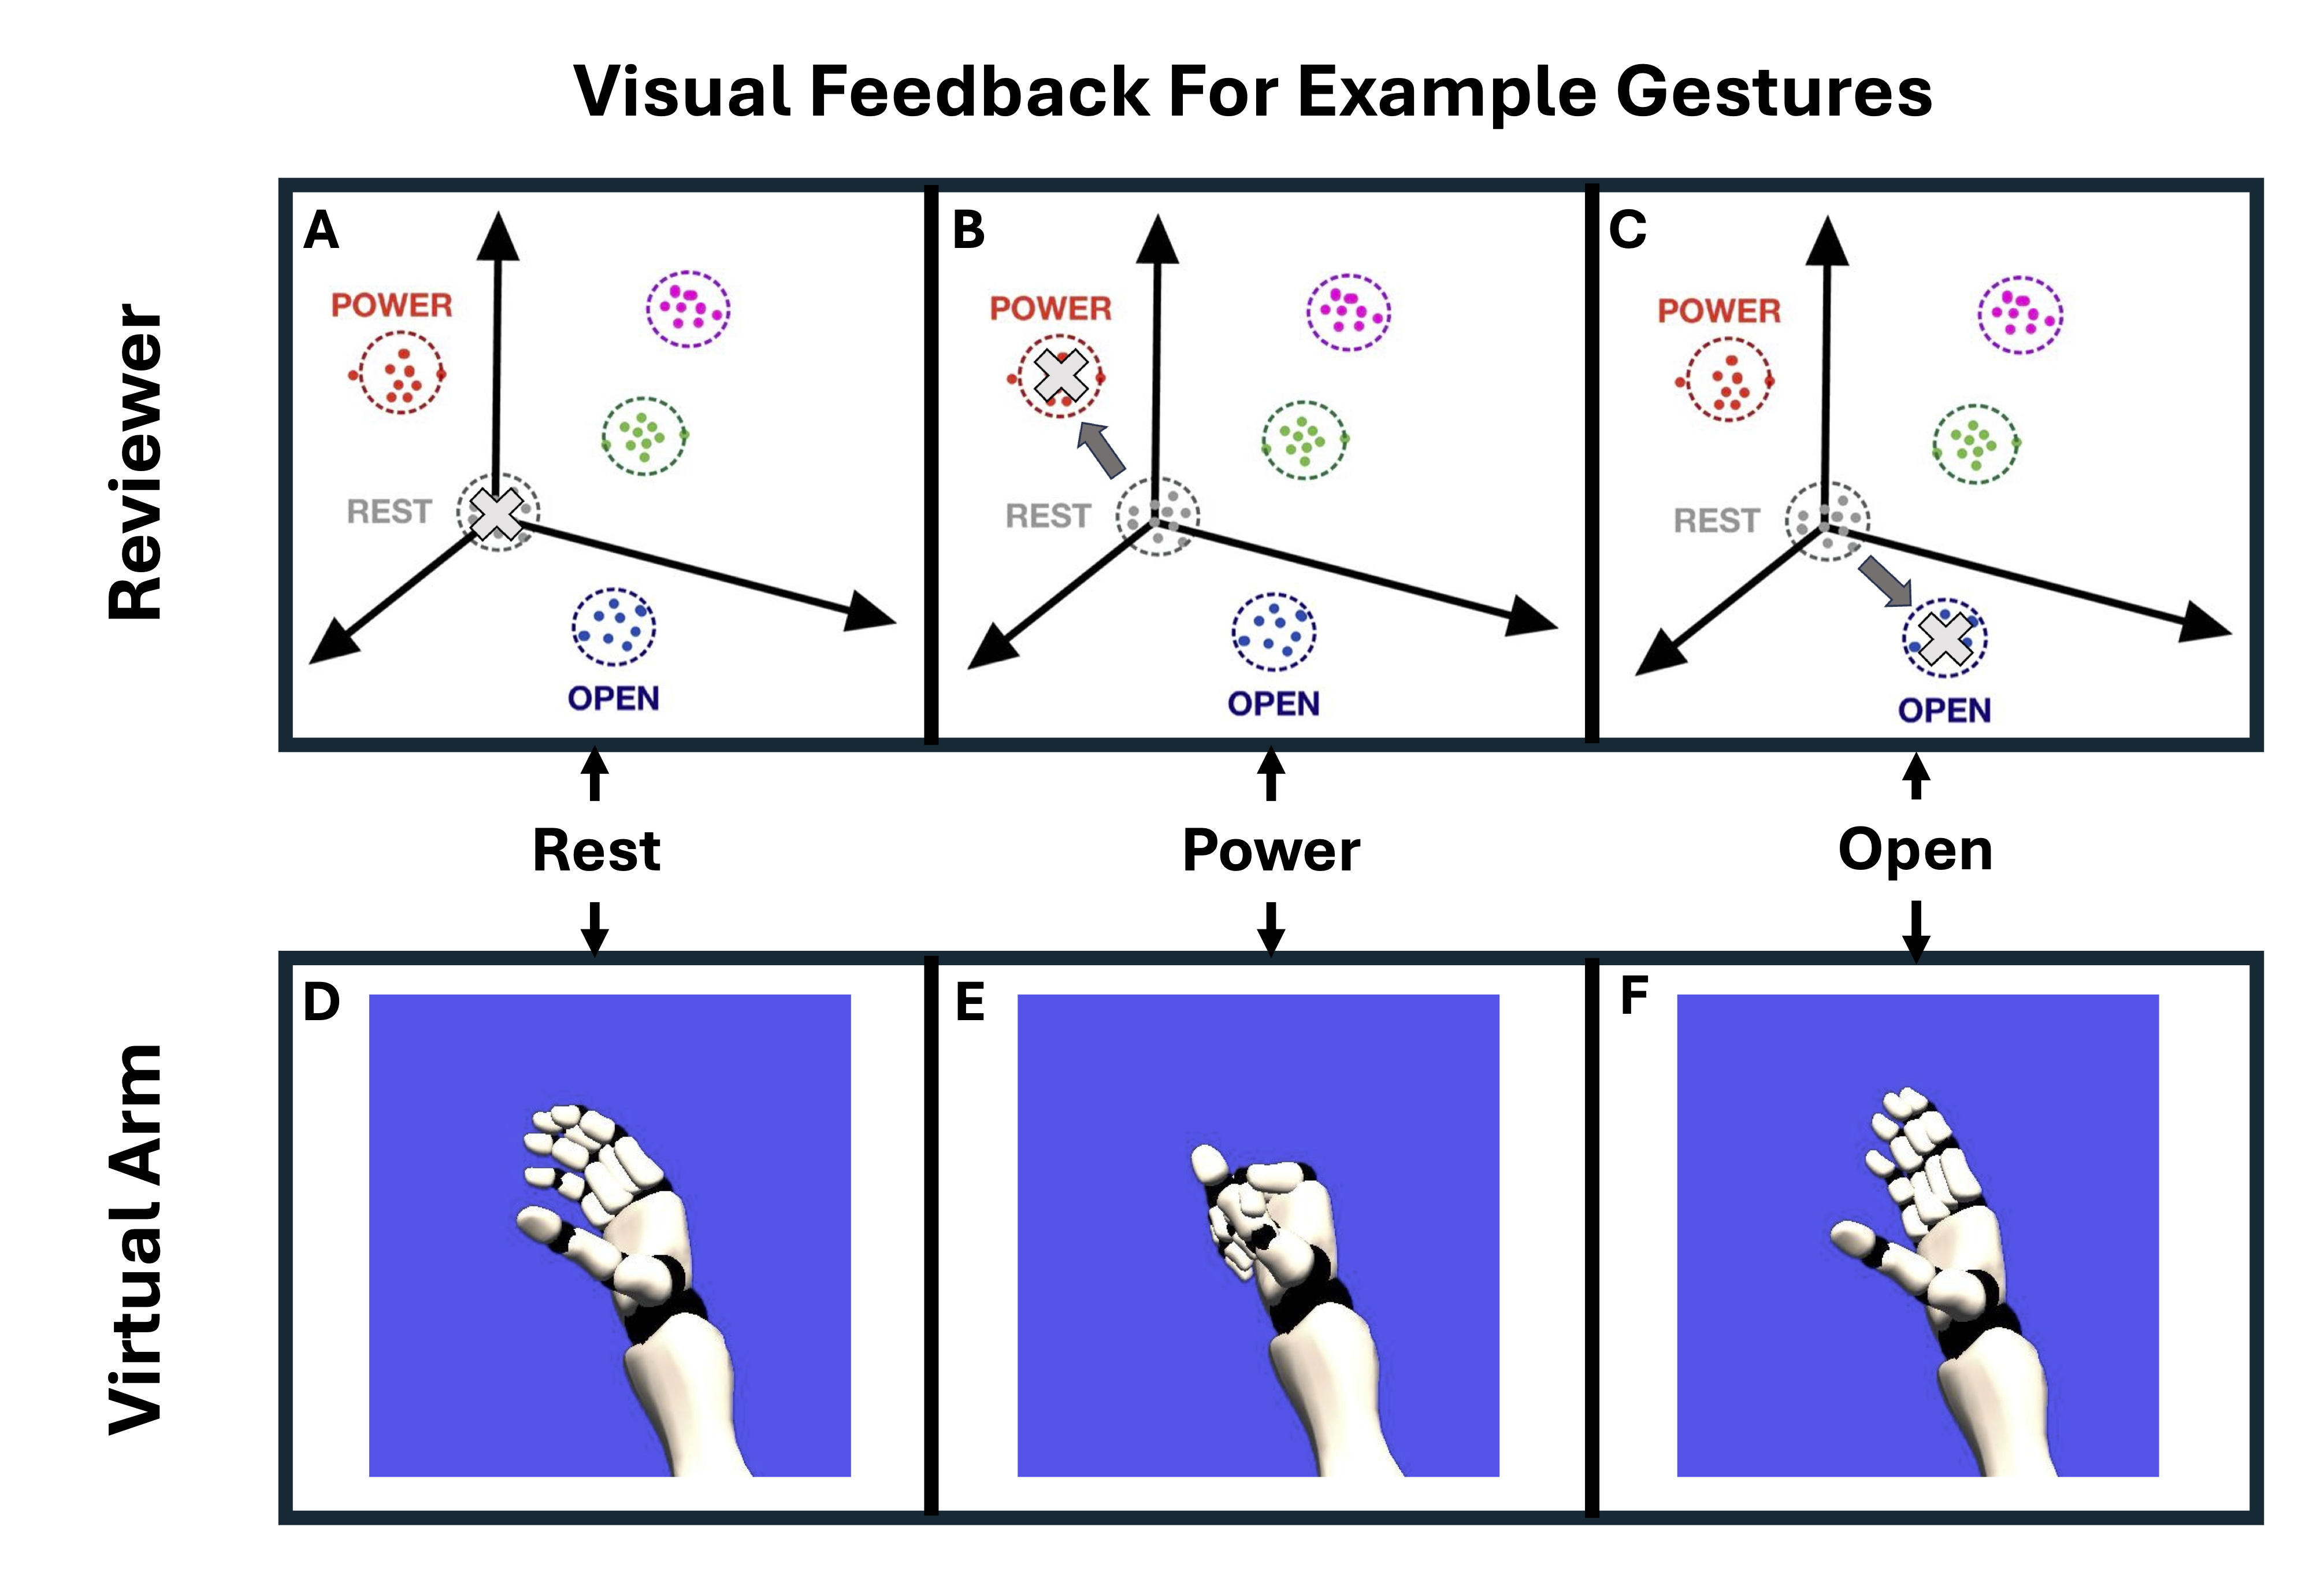 Visual Feedback For Example Gestures
Reviewer
A
POWER
REST
OPEN
B
POWER
REST
OPEN
C
POWER
REST
OPEN
Rest
Power
Open
Virtual Arm
D
E
F